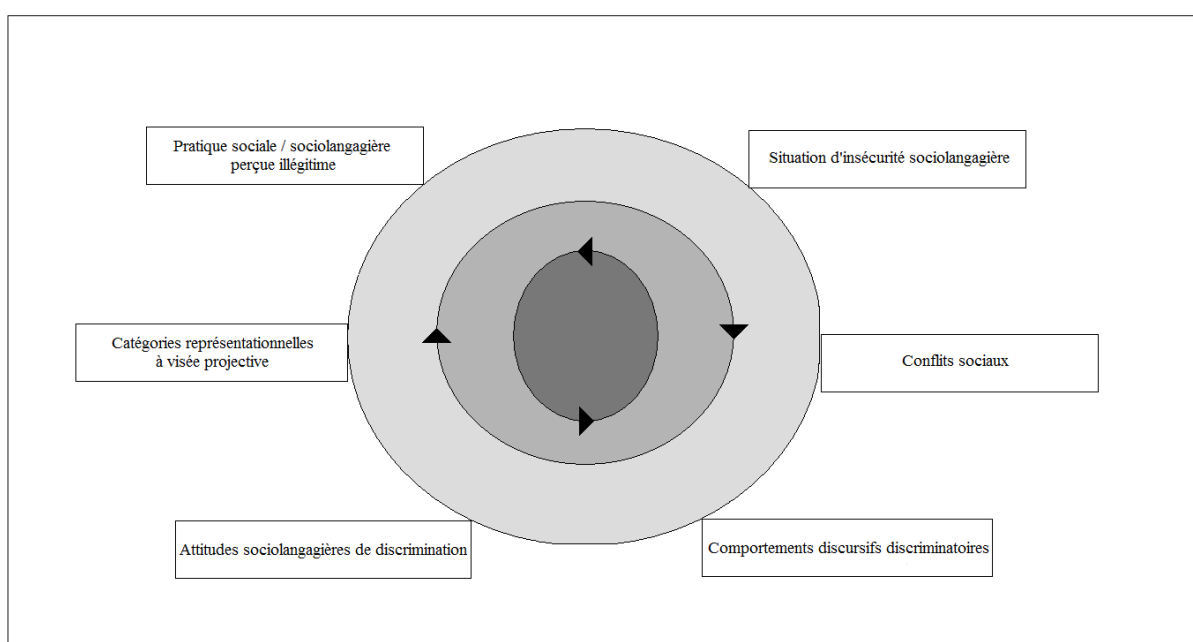 Pratique sociale / sociolangagière
perçue illégitime
Situation d'insécurité sociolangagière
Catégories représentationnelles
à visée projective
Conflits sociaux
Attitudes sociolangagières de discrimination
Comportements discursifs discriminatoires